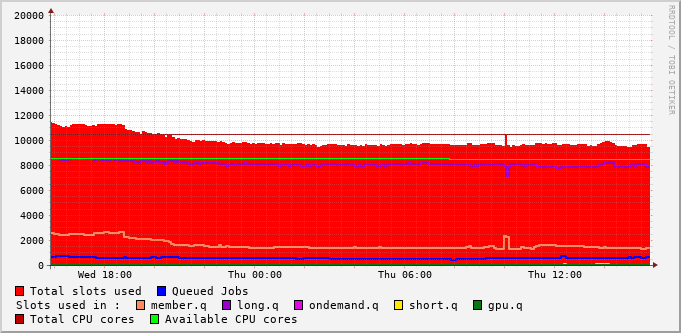 20000
18000
16000
14000
12000
10000
8000
6000
4000
2000
0
Wed 18:00 Thu 00:00 Thu 06:00 Thu 12:00
RRDTOOL / TOBI OETIKER
Total slots used Queued Jobs
Slots used in : member.q long.q ondemand.q short.q gpu.q
Total CPU cores Available CPU cores